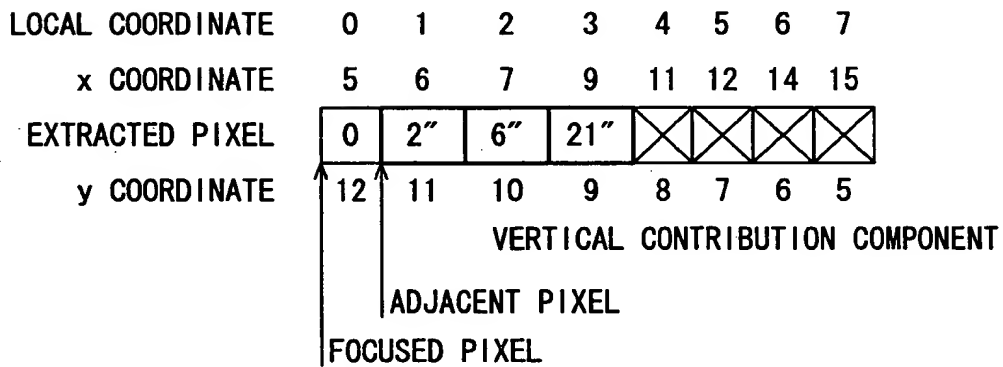 LOCAL COORDINATE 0 1 2 3 4 5 6 7
x COORDINATE 5 6 7 9 11 12 14 15
EXTRACTED PIXEL 0 2″ 6″ 21″
y COORDINATE 12 11 10 9 8 7 6 5
VERTICAL CONTRIBUTION COMPONENT
ADJACENT PIXEL
FOCUSED PIXEL